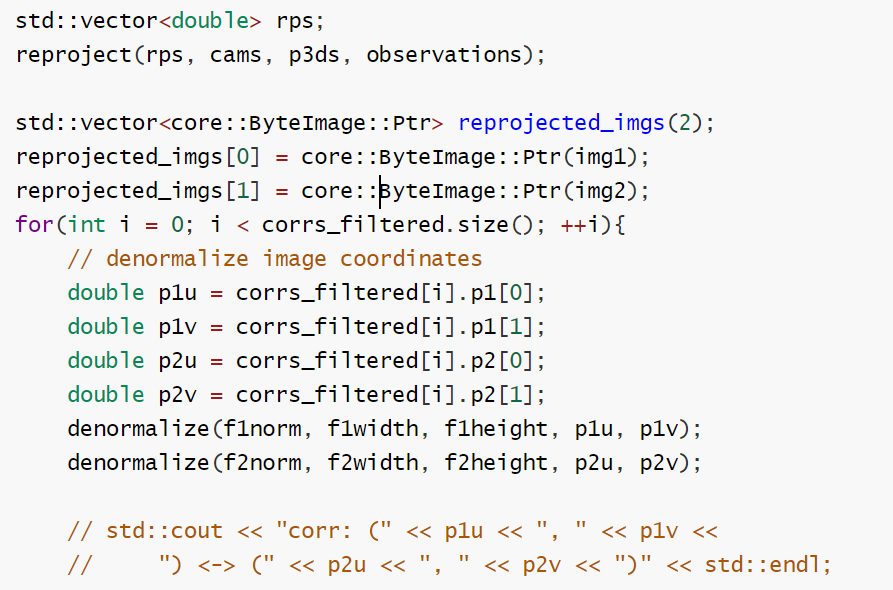 std::vector<double> rps;
reproject(rps, cams, p3ds, observations);
std::vector<core::ByteImage::Ptr> reprojected_imgs(2);
reprojected_imgs[0] = core::ByteImage::Ptr(img1);
reprojected_imgs[1] = core::ByteImage::Ptr(img2);
for(int i = 0; i < corrs_filtered.size(); ++i){
    // denormalize image coordinates
    double p1u = corrs_filtered[i].p1[0];
    double p1v = corrs_filtered[i].p1[1];
    double p2u = corrs_filtered[i].p2[0];
    double p2v = corrs_filtered[i].p2[1];
    denormalize(f1norm, f1width, f1height, p1u, p1v);
    denormalize(f2norm, f2width, f2height, p2u, p2v);
    // std::cout << "corr: (" << p1u << ", " << p1v <<
    //     ") <-> (" << p2u << ", " << p2v << ")" << std::endl;